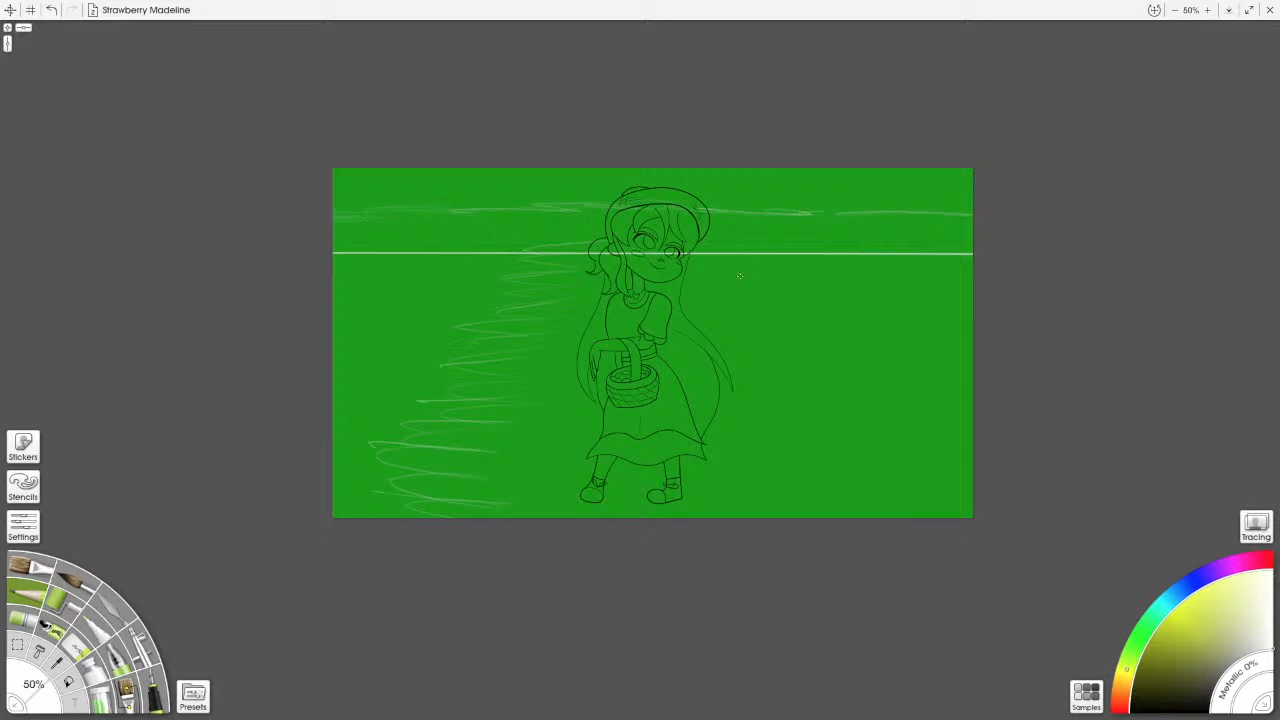 Strawberry Madeline
50%
Stickers
Stencils
Settings
50%
Presets
Tracing
Metallic 0%
Samples